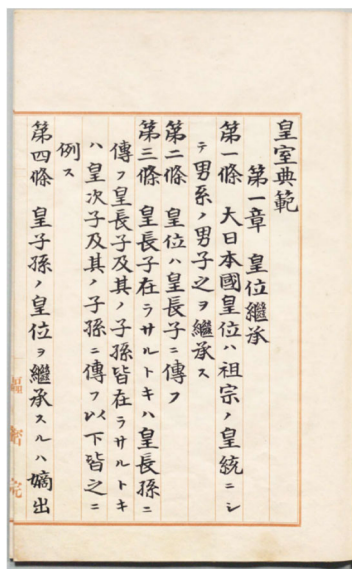 皇室典範
第一章　皇位繼承
第一條　大日本國皇位ハ祖宗ノ皇統ニシ
テ男系ノ男子之ヲ繼承ス
第二條　皇位ハ皇長子ニ傳フ
第三條　皇長子在ラサルトキハ皇長孫ニ
傳フ皇長子及其ノ子孫皆在ラサルトキ
ハ皇次子及其ノ子孫ニ傳フ以下皆之ニ
例ス
第四條　皇子孫ノ皇位ヲ繼承スルハ嫡出
樞密院